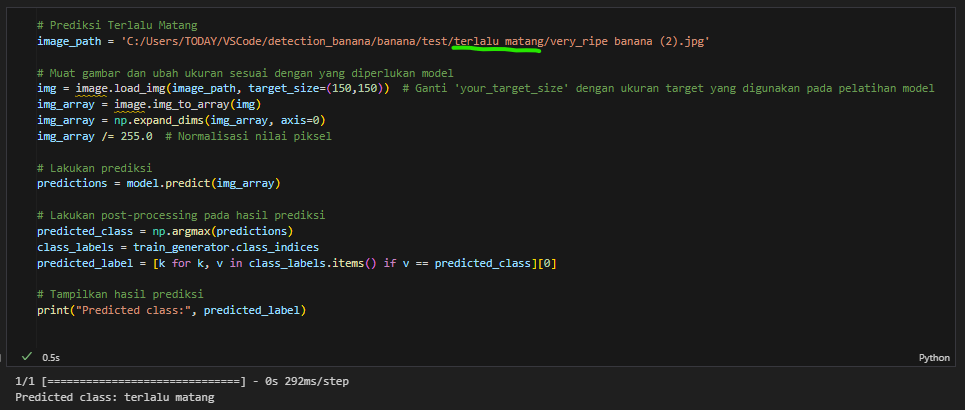 # Prediksi Terlalu Matang
image_path = 'C:/Users/TODAY/VSCode/detection_banana/banana/test/terlalu matang/very_ripe banana (2).jpg'
# Muat gambar dan ubah ukuran sesuai dengan yang diperlukan model
img = image.load_img(image_path, target_size=(150,150))  # Ganti 'your_target_size' dengan ukuran target yang digunakan pada pelatihan model
img_array = image.img_to_array(img)
img_array = np.expand_dims(img_array, axis=0)
img_array /= 255.0  # Normalisasi nilai piksel
# Lakukan prediksi
predictions = model.predict(img_array)
# Lakukan post-processing pada hasil prediksi
predicted_class = np.argmax(predictions)
class_labels = train_generator.class_indices
predicted_label = [k for k, v in class_labels.items() if v == predicted_class][0]
# Tampilkan hasil prediksi
print("Predicted class:", predicted_label)
0.5s
Python
1/1 [==============================] - 0s 292ms/step
Predicted class: terlalu matang